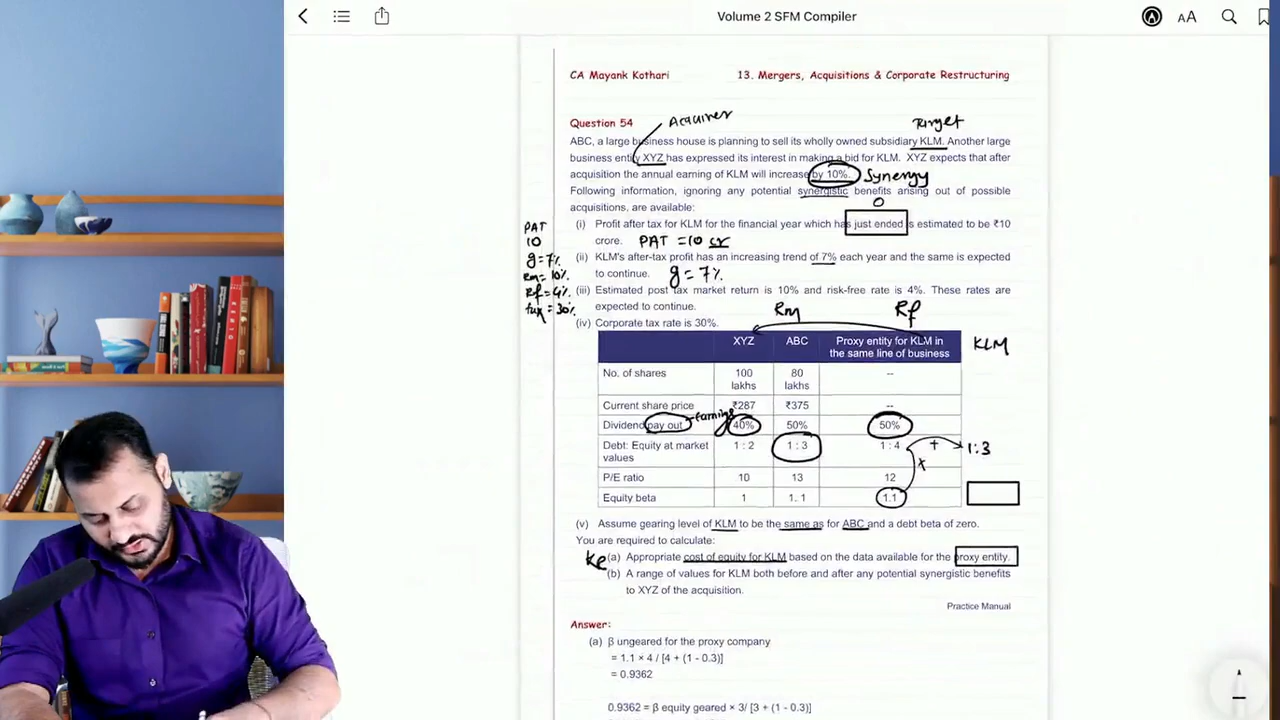 Volume 2 SFM Compiler
AA
CA Mayank Kothari 13. Mergers, Acquisitions & Corporate Restructuring
Acquirer
Target
Question 54
ABC, a large business house is planning to sell its wholly owned subsidiary KLM. Another large
business entity XYZ has expressed its interest in making a bid for KLM. XYZ expects that after
acquisition the annual earning of KLM will increase by 10%. Synergy
Following information, ignoring any potential synergistic benefits arising out of possible
acquisitions, are available:
0
(i) Profit after tax for KLM for the financial year which has just ended is estimated to be ₹10
crore. PAT = 10 cr
(ii) KLM's after-tax profit has an increasing trend of 7% each year and the same is expected
to continue. g = 7%
(iii) Estimated post tax market return is 10% and risk-free rate is 4%. These rates are
expected to continue. Rm Rf
(iv) Corporate tax rate is 30%.
PAT
10
g = 7%
Rm = 10%
Rf = 4%
tax = 30%
XYZ ABC Proxy entity for KLM in the same line of business KLM
No. of shares 100 lakhs 80 lakhs --
Current share price ₹287 ₹375 --
earning
Dividend pay out 40% 50% 50%
Debt: Equity at market values 1 : 2 1 : 3 1 : 4 + 1:3
x
P/E ratio 10 13 12
Equity beta 1 1. 1 1.1
(v) Assume gearing level of KLM to be the same as for ABC and a debt beta of zero.
You are required to calculate:
Ke (a) Appropriate cost of equity for KLM based on the data available for the proxy entity.
(b) A range of values for KLM both before and after any potential synergistic benefits
to XYZ of the acquisition.
Practice Manual
Answer:
(a) β ungeared for the proxy company
= 1.1 × 4 / [4 + (1 - 0.3)]
= 0.9362
0.9362 = β equity geared × 3/ [3 + (1 - 0.3)]